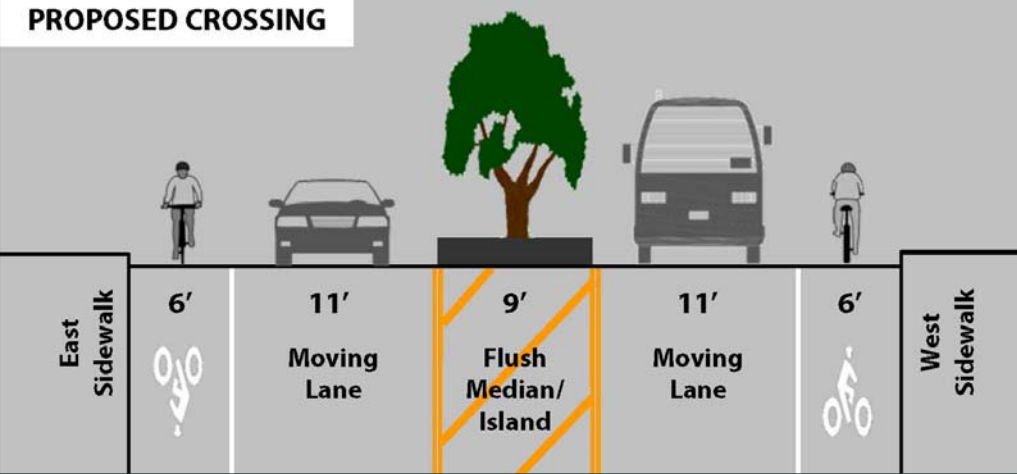 PROPOSED CROSSING
East
Sidewalk
6’
11’
Moving
Lane
9’
Flush
Median/
Island
11’
Moving
Lane
6’
West
Sidewalk